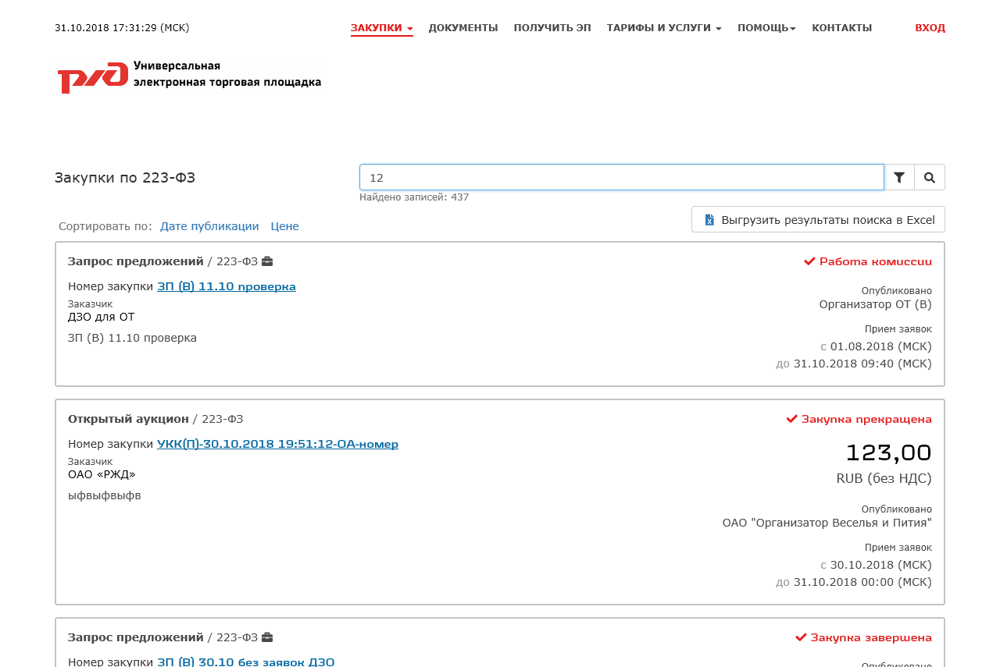 31.10.2018 17:31:29 (МСК)
ЗАКУПКИ ДОКУМЕНТЫ ПОЛУЧИТЬ ЭП ТАРИФЫ И УСЛУГИ ПОМОЩЬ КОНТАКТЫ ВХОД
Универсальная
электронная торговая площадка
Закупки по 223-ФЗ
12
Найдено записей: 437
Сортировать по: Дате публикации Цене
Выгрузить результаты поиска в Excel
Запрос предложений / 223-ФЗ
Работа комиссии
Номер закупки ЗП (В) 11.10 проверка
Заказчик
ДЗО для ОТ
ЗП (В) 11.10 проверка
Опубликовано
Организатор ОТ (В)
Прием заявок
с 01.08.2018 (МСК)
до 31.10.2018 09:40 (МСК)
Открытый аукцион / 223-ФЗ
Закупка прекращена
Номер закупки УКК(П)-30.10.2018 19:51:12-ОА-номер
Заказчик
ОАО «РЖД»
ыфвыфвыфв
123,00
RUB (без НДС)
Опубликовано
ОАО "Организатор Веселья и Пития"
Прием заявок
с 30.10.2018 (МСК)
до 31.10.2018 00:00 (МСК)
Запрос предложений / 223-ФЗ
Закупка завершена
Номер закупки ЗП (В) 30.10 без заявок ДЗО
Опубликовано